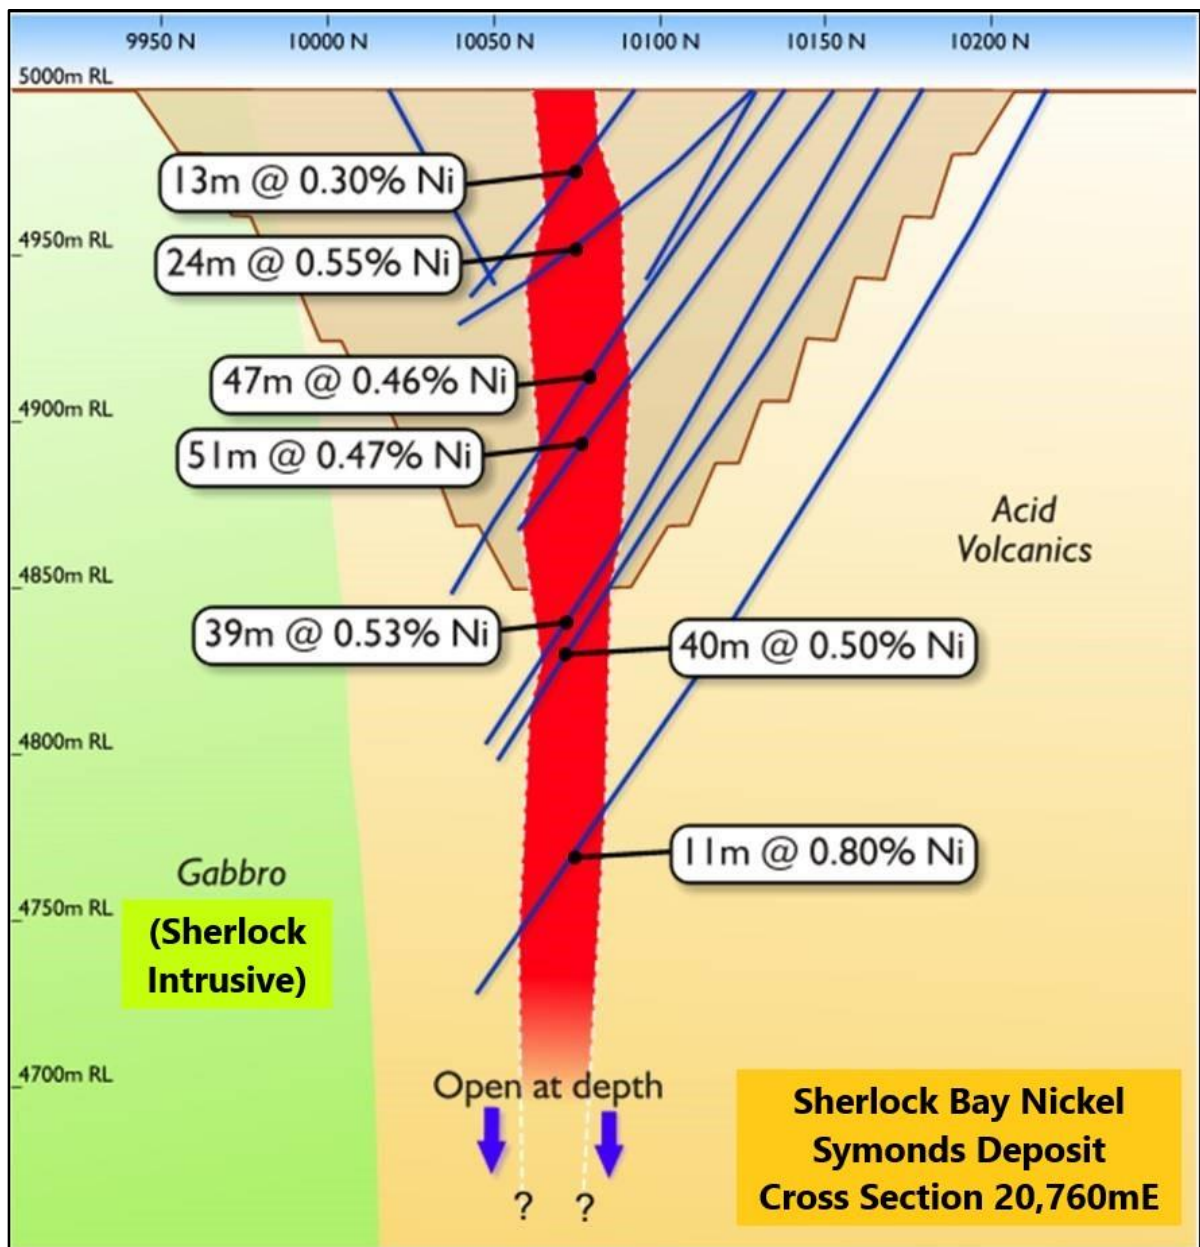 9950 N
10000 N
10050 N
10100 N
10150 N
10200 N
5000m RL
13m @ 0.30% Ni
4950m RL
24m @ 0.55% Ni
47m @ 0.46% Ni
4900m RL
51m @ 0.47% Ni
Acid
Volcanics
4850m RL
39m @ 0.53% Ni
40m @ 0.50% Ni
4800m RL
11m @ 0.80% Ni
Gabbro
4750m RL
(Sherlock
Intrusive)
4700m RL
Open at depth
? ?
Sherlock Bay Nickel
Symonds Deposit
Cross Section 20,760mE